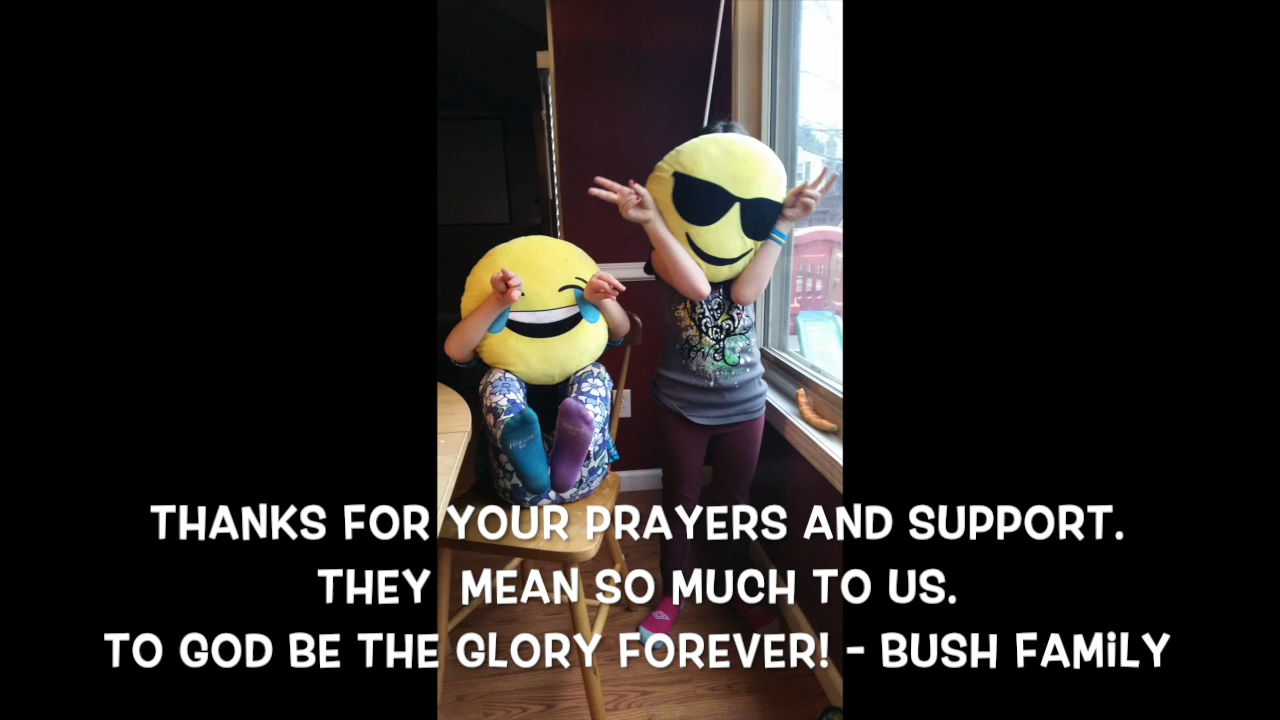 THANKS FOR YOUR PRAYERS AND SUPPORT.
THEY MEAN SO MUCH TO US.
TO GOD BE THE GLORY FOREVER! - BUSH FAMiLY